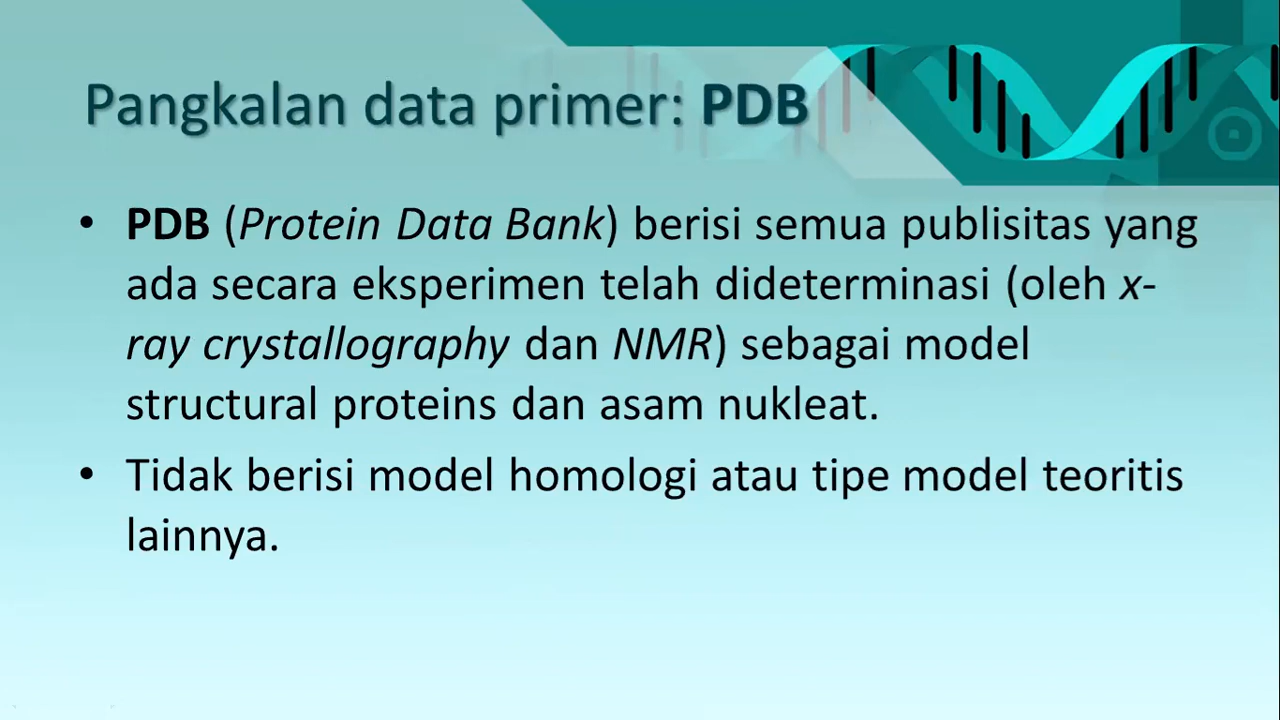 Pangkalan data primer: PDB
• PDB (Protein Data Bank) berisi semua publisitas yang
ada secara eksperimen telah dideterminasi (oleh x-
ray crystallography dan NMR) sebagai model
structural proteins dan asam nukleat.
• Tidak berisi model homologi atau tipe model teoritis
lainnya.